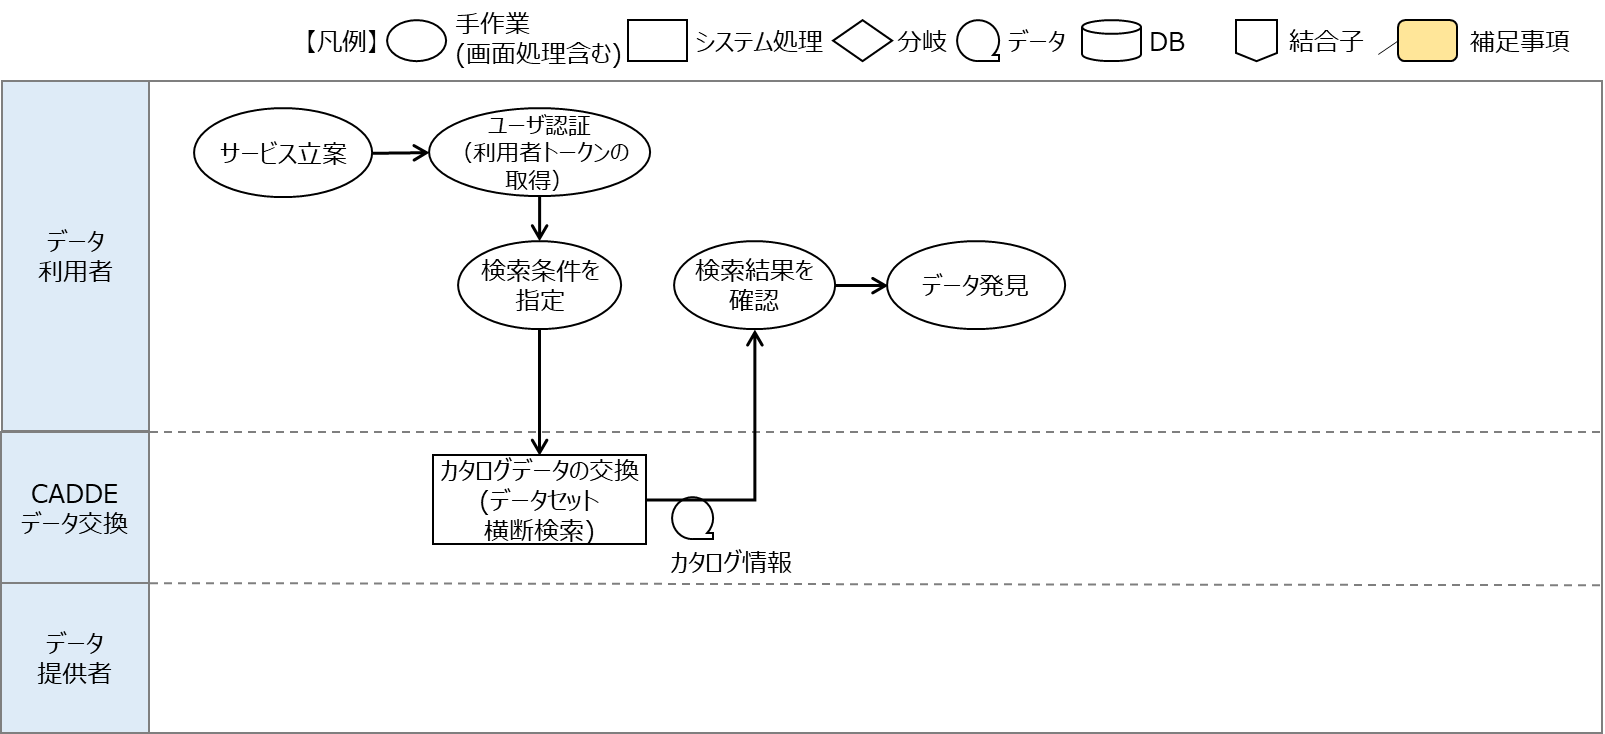 【凡例】
手作業
(画面処理含む)
システム処理
分岐
データ
DB
結合子
補足事項
データ
利用者
サービス立案
ユーザ認証
（利用者トークンの
取得）
検索条件を
指定
検索結果を
確認
データ発見
CADDE
データ交換
カタログデータの交換
(データセット
横断検索)
カタログ情報
データ
提供者